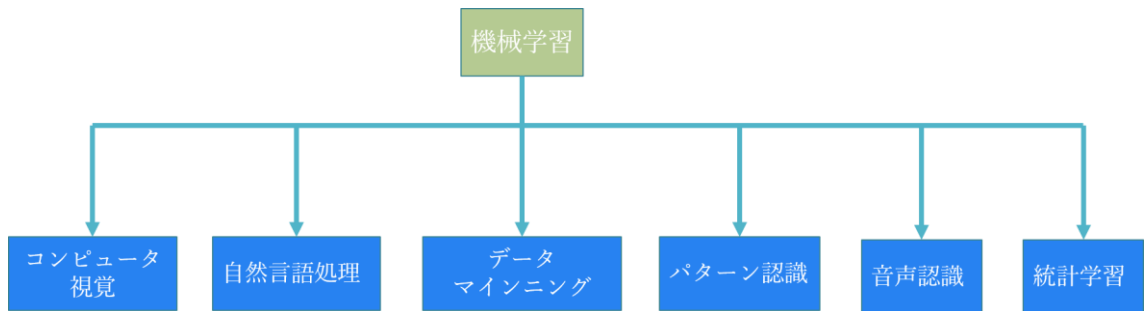 機械学習
コンピュータ
視覚
自然言語処理
データ
マインニング
パターン認識
音声認識
統計学習